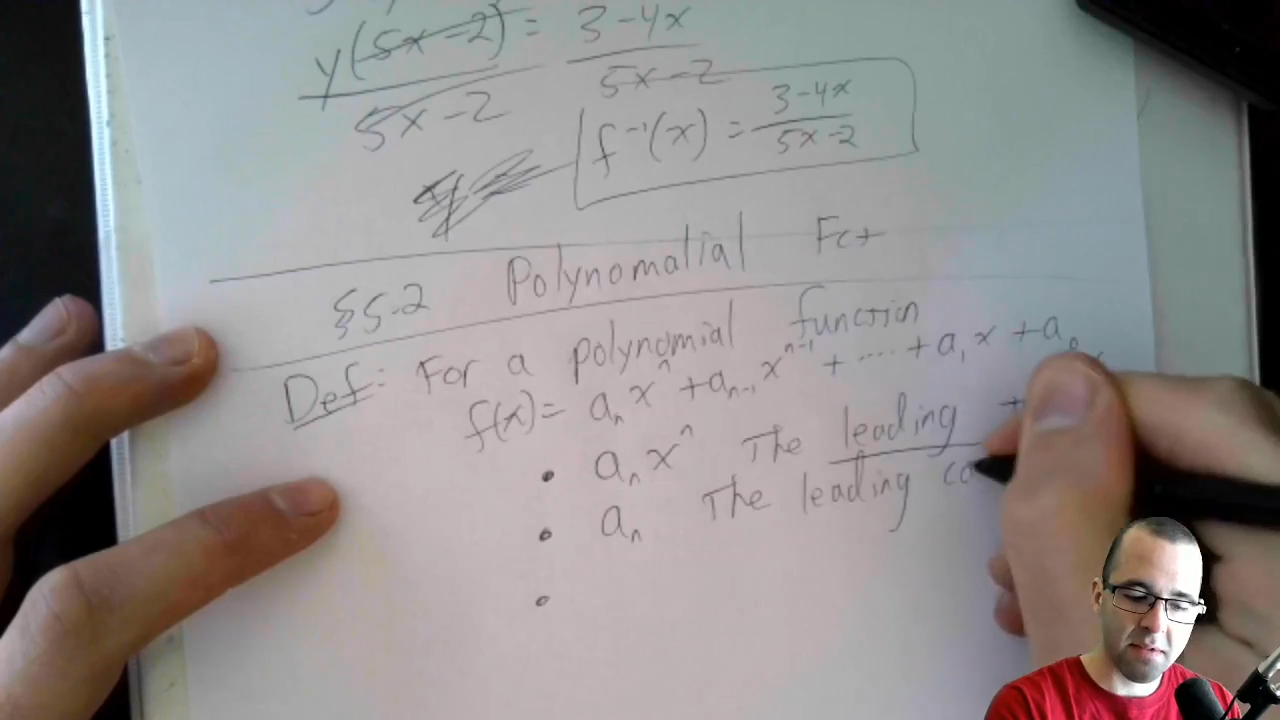 y(5x-2) = 3-4x
5x-2 5x-2
f⁻¹(x) = 3-4x / 5x-2
§5.2 Polynomatial Fct
Def: For a polynomial function
f(x) = aₙxⁿ + aₙ₋₁xⁿ⁻¹ + .... + a₁x + a₀
• aₙxⁿ The leading
• aₙ The leading co
•